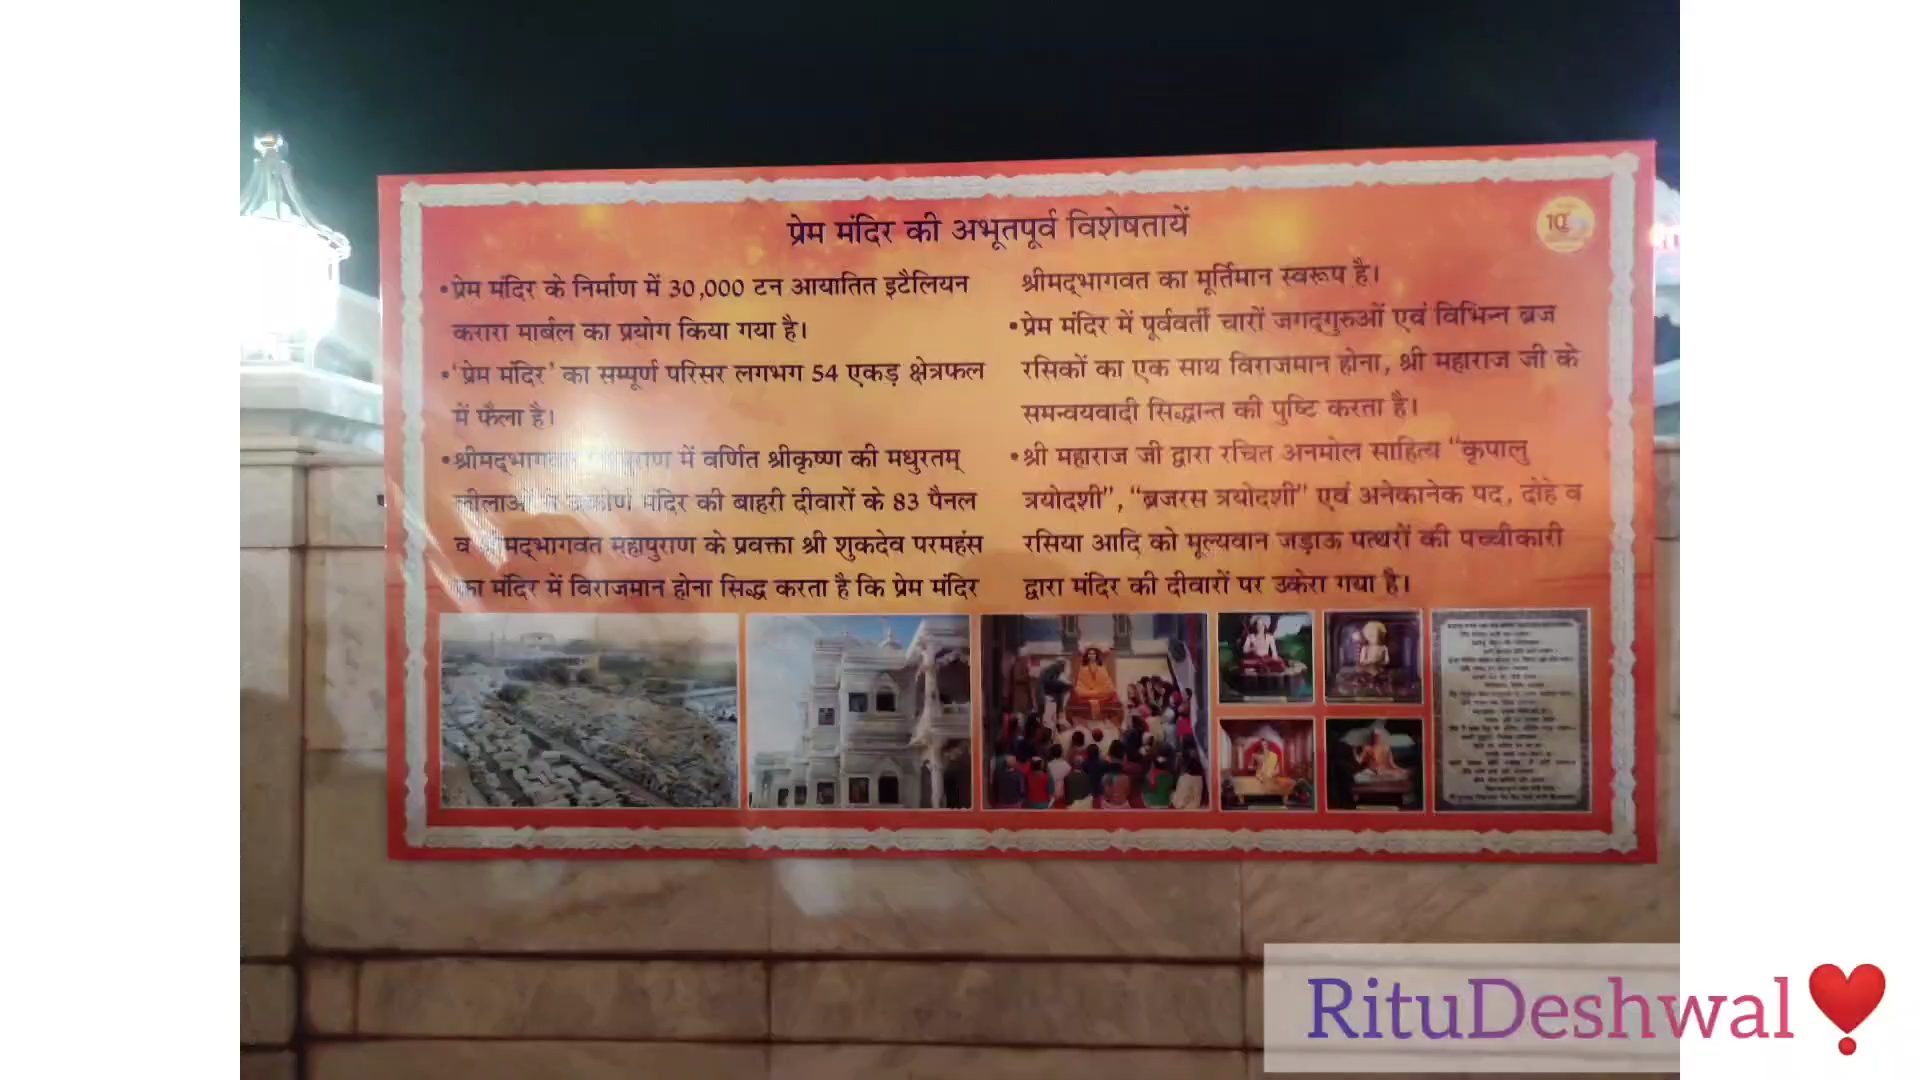 प्रेम मंदिर की अभूतपूर्व विशेषतायें
•प्रेम मंदिर के निर्माण में 30,000 टन आयातित इटैलियन
करारा मार्बल का प्रयोग किया गया है।
•'प्रेम मंदिर' का सम्पूर्ण परिसर लगभग 54 एकड़ क्षेत्रफल
में फैला है।
•श्रीमद्भागवत में वर्णित श्रीकृष्ण की मधुरतम्
मंदिर की बाहरी दीवारों के 83 पैनल
व श्रीमद्भागवत महापुराण के प्रवक्ता श्री शुकदेव परमहंस
का मंदिर में विराजमान होना सिद्ध करता है कि प्रेम मंदिर
श्रीमद्भागवत का मूर्तिमान स्वरूप है।
•प्रेम मंदिर में पूर्ववर्ती चारों जगद्गुरुओं एवं विभिन्न ब्रज
रसिकों का एक साथ विराजमान होना, श्री महाराज जी के
समन्वयवादी सिद्धान्त की पुष्टि करता है।
•श्री महाराज जी द्वारा रचित अनमोल साहित्य "कृपालु
त्रयोदशी", "ब्रजरस त्रयोदशी" एवं अनेकानेक पद, दोहे व
रसिया आदि को मूल्यवान जड़ाऊ पत्थरों की पच्चीकारी
द्वारा मंदिर की दीवारों पर उकेरा गया है।
RituDeshwal